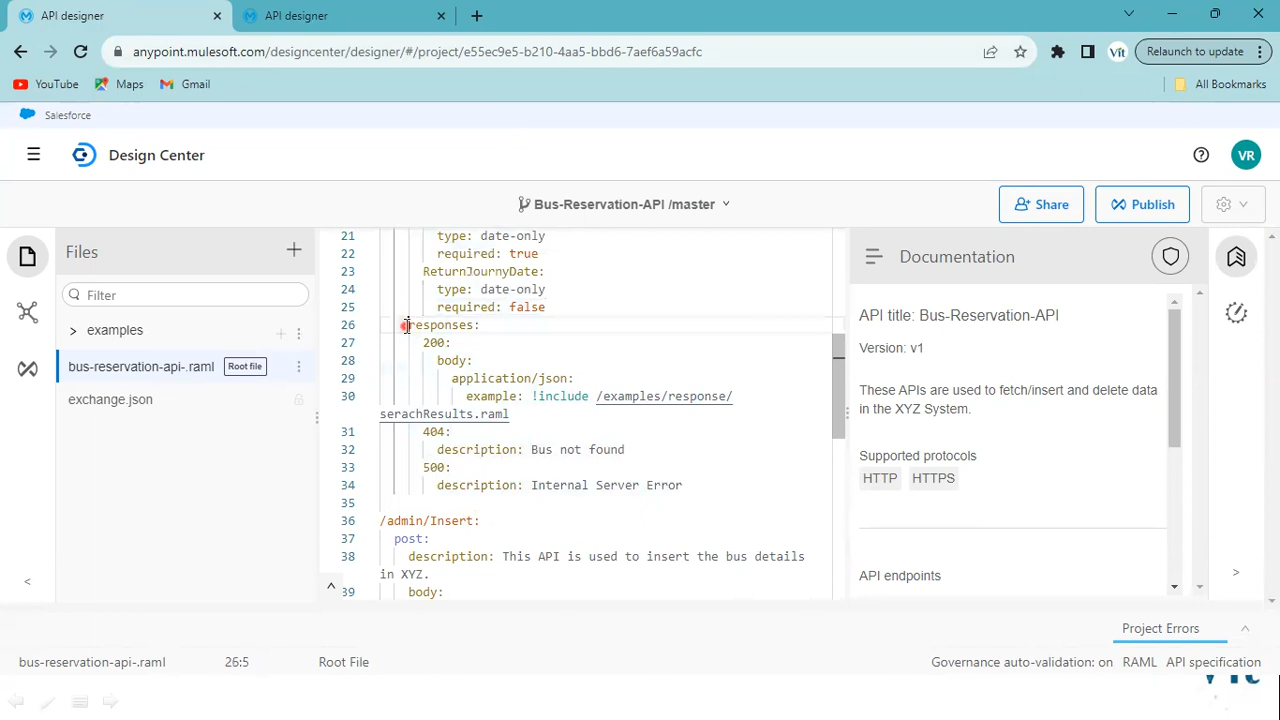 API designer
API designer
anypoint.mulesoft.com/designcenter/designer/#/project/e55ec9e5-b210-4aa5-bbd6-7aef6a59acfc
Vit
Relaunch to update
YouTube
Maps
Gmail
All Bookmarks
Salesforce
Design Center
VR
Bus-Reservation-API /master
Share
Publish
Files
Filter
examples
bus-reservation-api-.raml
Root file
exchange.json
21 type: date-only
22 required: true
23 ReturnJournyDate:
24 type: date-only
25 required: false
26 responses:
27 200:
28 body:
29 application/json:
30 example: !include /examples/response/
serachResults.raml
31 404:
32 description: Bus not found
33 500:
34 description: Internal Server Error
35
36 /admin/Insert:
37 post:
38 description: This API is used to insert the bus details
in XYZ.
39 body:
Documentation
API title: Bus-Reservation-API
Version: v1
These APIs are used to fetch/insert and delete data
in the XYZ System.
Supported protocols
HTTP HTTPS
API endpoints
Project Errors
bus-reservation-api-.raml
26:5
Root File
Governance auto-validation: on
RAML
API specification